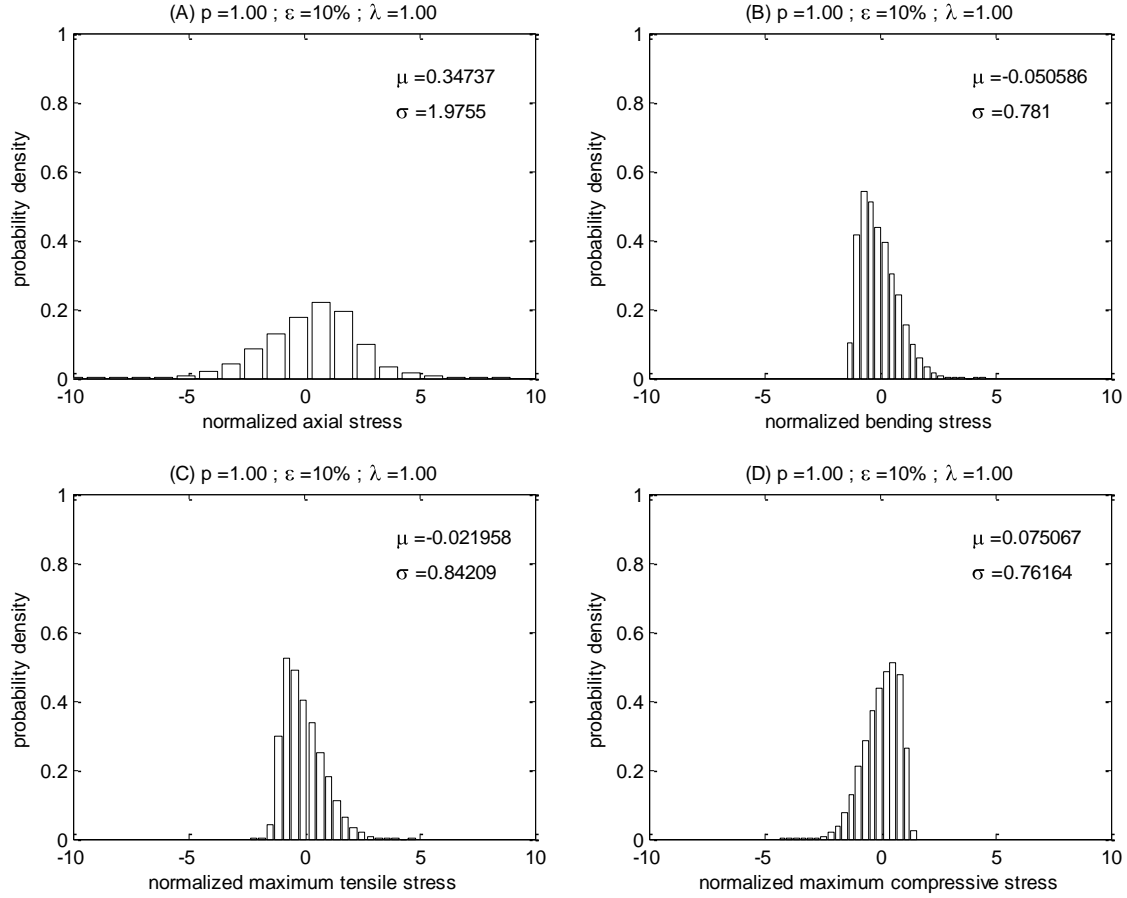 (A) p =1.00 ; ε =10% ; λ =1.00
1
0.8
0.6
0.4
0.2
0
probability density
μ =0.34737
σ =1.9755
-10
-5
0
5
10
normalized axial stress
(B) p =1.00 ; ε =10% ; λ =1.00
1
0.8
0.6
0.4
0.2
0
probability density
μ =-0.050586
σ =0.781
-10
-5
0
5
10
normalized bending stress
(C) p =1.00 ; ε =10% ; λ =1.00
1
0.8
0.6
0.4
0.2
0
probability density
μ =-0.021958
σ =0.84209
-10
-5
0
5
10
normalized maximum tensile stress
(D) p =1.00 ; ε =10% ; λ =1.00
1
0.8
0.6
0.4
0.2
0
probability density
μ =0.075067
σ =0.76164
-10
-5
0
5
10
normalized maximum compressive stress